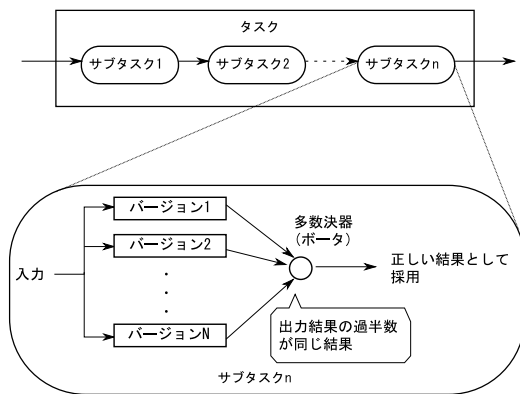 タスク
サブタスク1
サブタスク2
サブタスクn
バージョン1
多数決器
(ボータ)
バージョン2
入力
正しい結果として
採用
・
・
・
バージョンN
出力結果の過半数
が同じ結果
サブタスクn